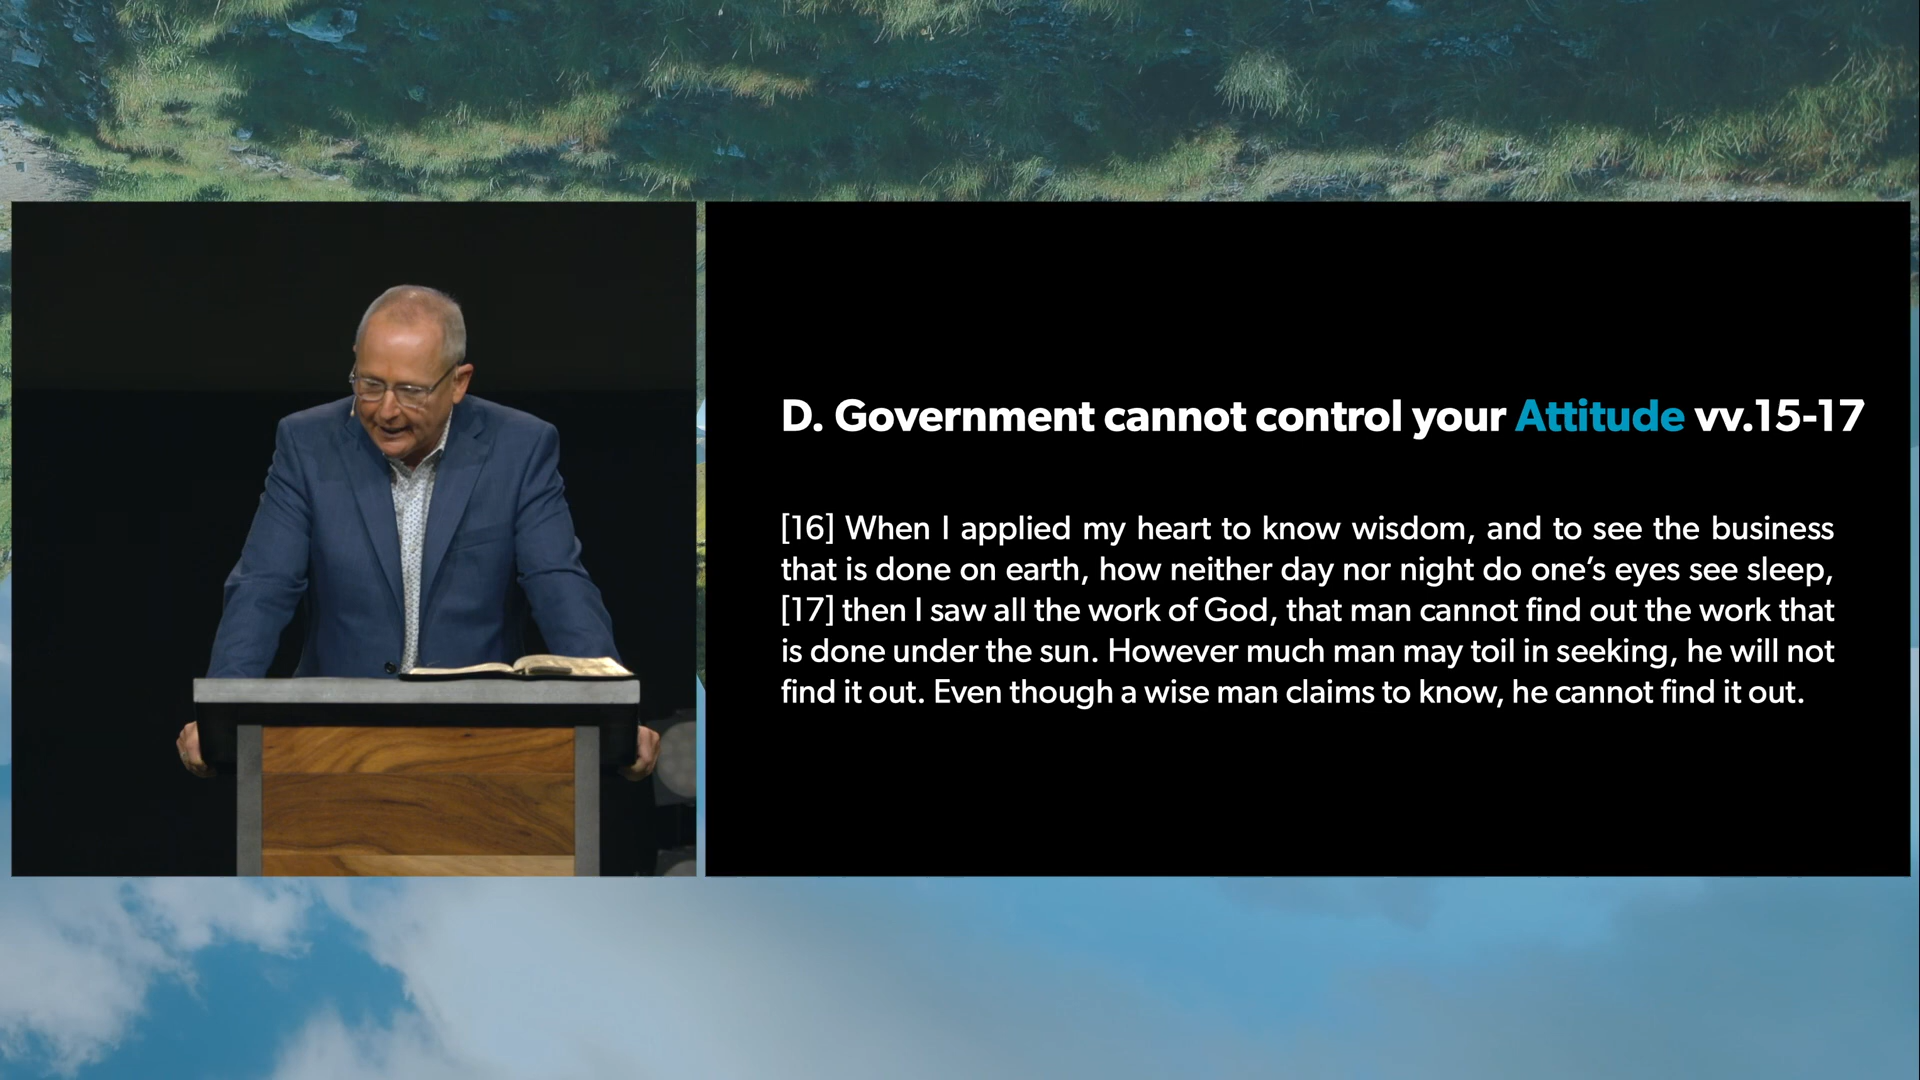 D. Government cannot control your Attitude vv.15-17
[16] When I applied my heart to know wisdom, and to see the business
that is done on earth, how neither day nor night do one’s eyes see sleep,
[17] then I saw all the work of God, that man cannot find out the work that
is done under the sun. However much man may toil in seeking, he will not
find it out. Even though a wise man claims to know, he cannot find it out.